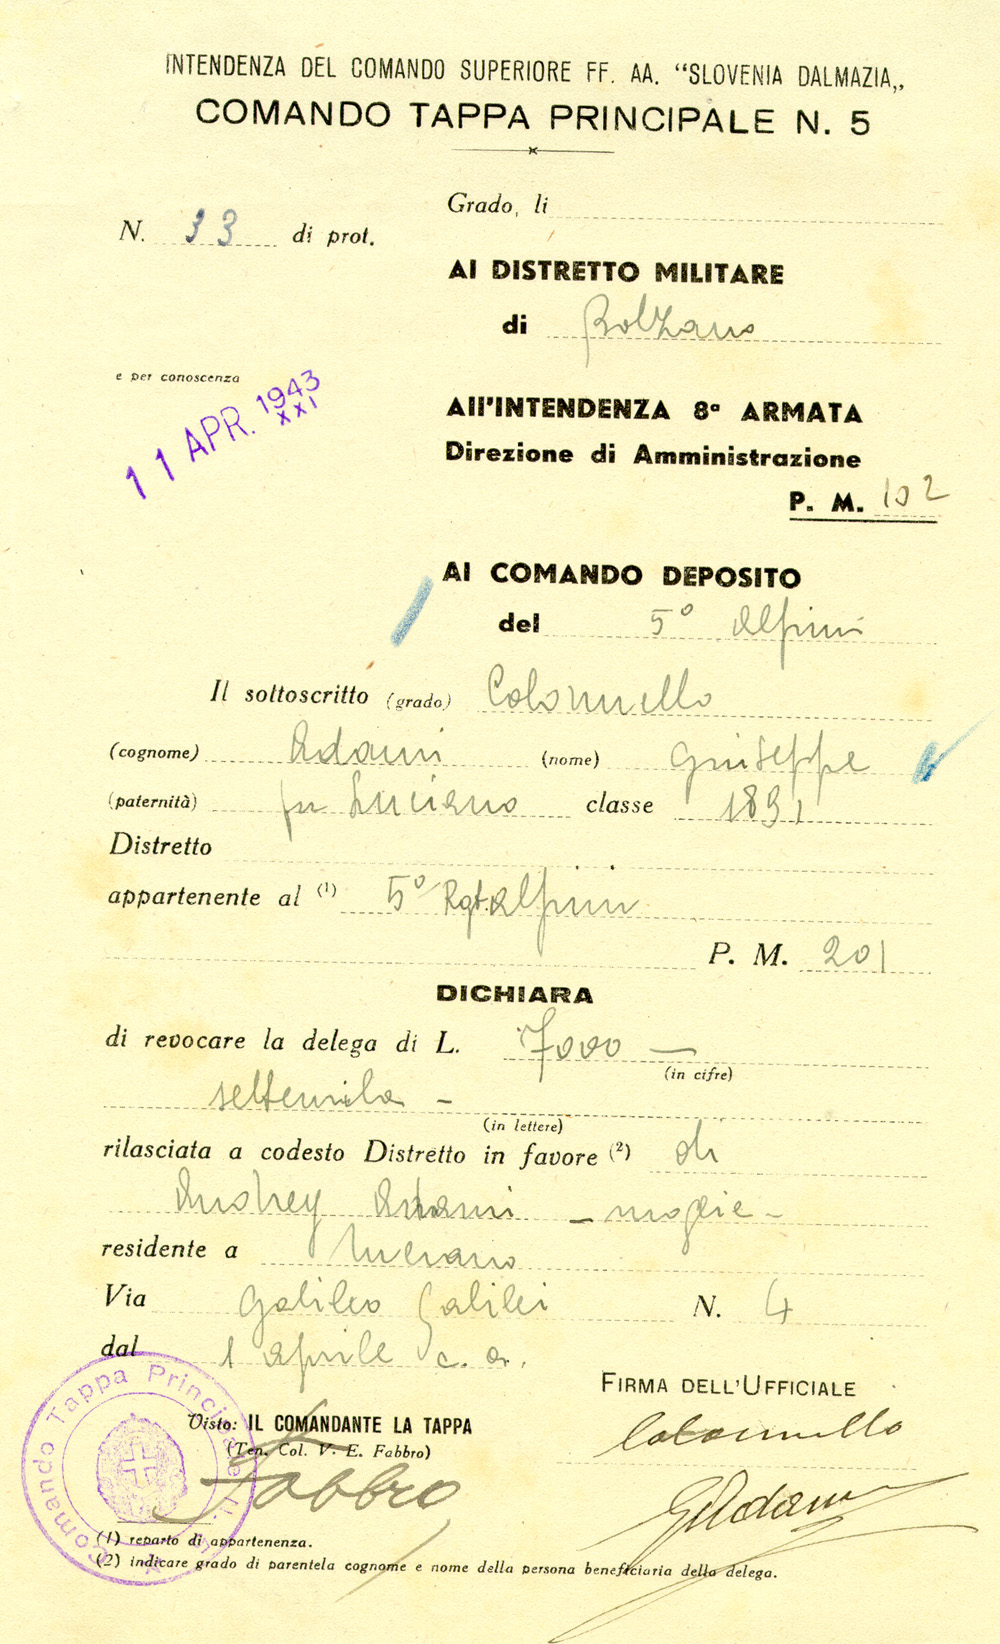 INTENDENZA DEL COMANDO SUPERIORE FF. AA. “SLOVENIA DALMAZIA„
COMANDO TAPPA PRINCIPALE N. 5
Grado, li
N. 33 di prot.
Al DISTRETTO MILITARE
di Bolzano
e per conoscenza
11 APR. 1943
XXI
All'INTENDENZA 8ª ARMATA
Direzione di Amministrazione
P. M. 102
Al COMANDO DEPOSITO
del 5° Alpini
Il sottoscritto (grado) Colonnello
(cognome) Adami (nome) Giuseppe
(paternità) fu Luciano classe 1891
Distretto
appartenente al (1) 5° Rgt. Alpini
P. M. 201
DICHIARA
di revocare la delega di L. 7000 —
(in cifre)
settemila –
(in lettere)
rilasciata a codesto Distretto in favore (2) di
Adami – moglie –
residente a Merano
Via Galileo Galilei N. 4
dal 1 aprile c. a.
FIRMA DELL'UFFICIALE
Visto: IL COMANDANTE LA TAPPA
Colonnello
(Ten. Col. V. E. Fabbro)
Fabbro
GAdami
Comando Tappa Principale N.
(1) reparto di appartenenza.
(2) indicare grado di parentela cognome e nome della persona beneficiaria della delega.